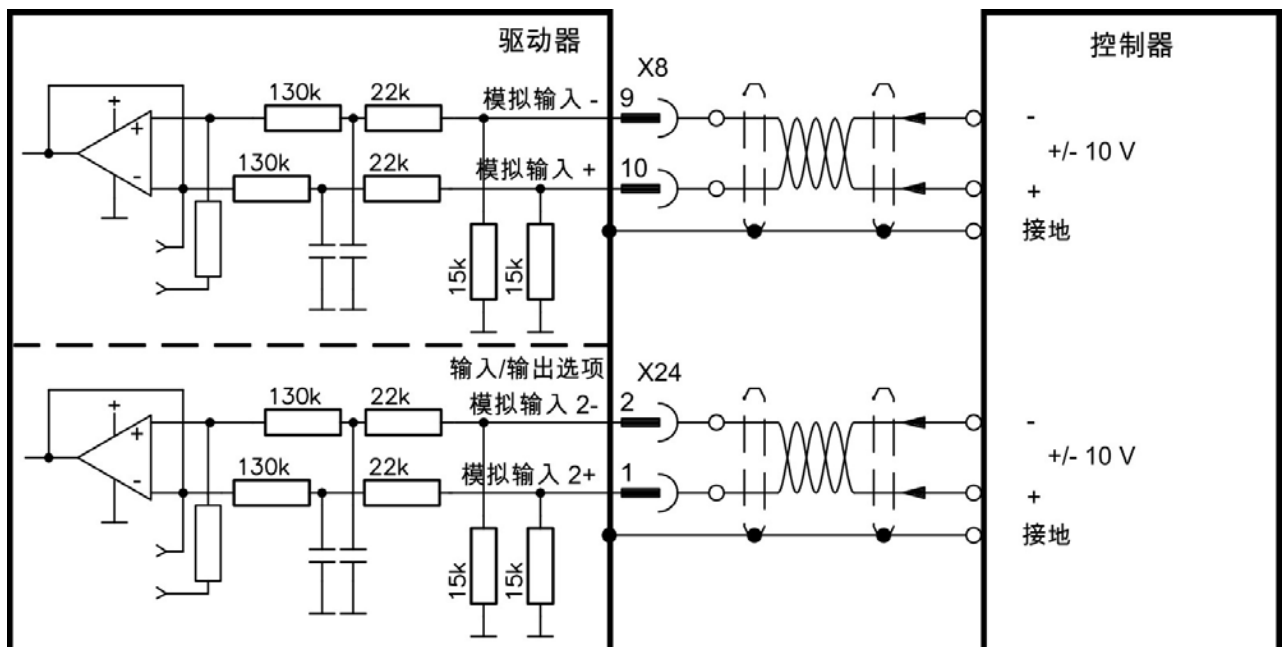 驱动器
控制器
X8
130k
22k
模拟输入 -
9
-
+
+
-
+/- 10 V
130k
22k
模拟输入 +
10
+
接地
15k
15k
输入/输出选项
X24
130k
22k
模拟输入 2-
2
-
+
+
-
+/- 10 V
130k
22k
模拟输入 2+
1
+
接地
15k
15k